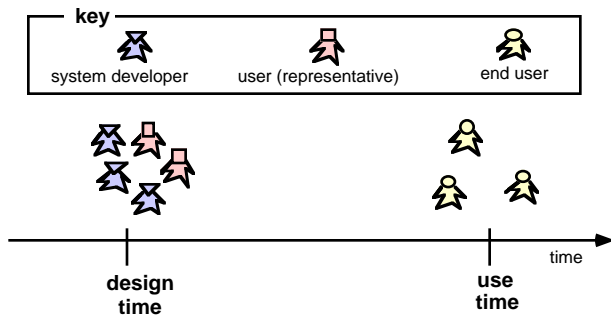 key
system developer
user (representative)
end user
time
design
time
use
time